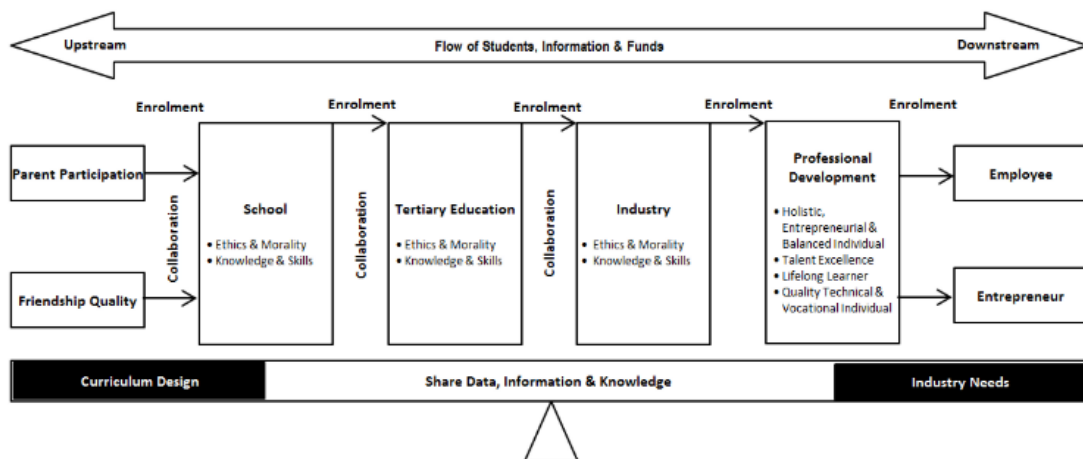 Upstream
Flow of Students, Information & Funds
Downstream
Enrolment
Enrolment
Enrolment
Enrolment
Enrolment
Parent Participation
Friendship Quality
Collaboration
School
• Ethics & Morality
• Knowledge & Skills
Collaboration
Tertiary Education
• Ethics & Morality
• Knowledge & Skills
Collaboration
Industry
• Ethics & Morality
• Knowledge & Skills
Professional
Development
• Holistic,
Entrepreneurial &
Balanced Individual
• Talent Excellence
• Lifelong Learner
• Quality Technical &
Vocational Individual
Employee
Entrepreneur
Curriculum Design
Share Data, Information & Knowledge
Industry Needs